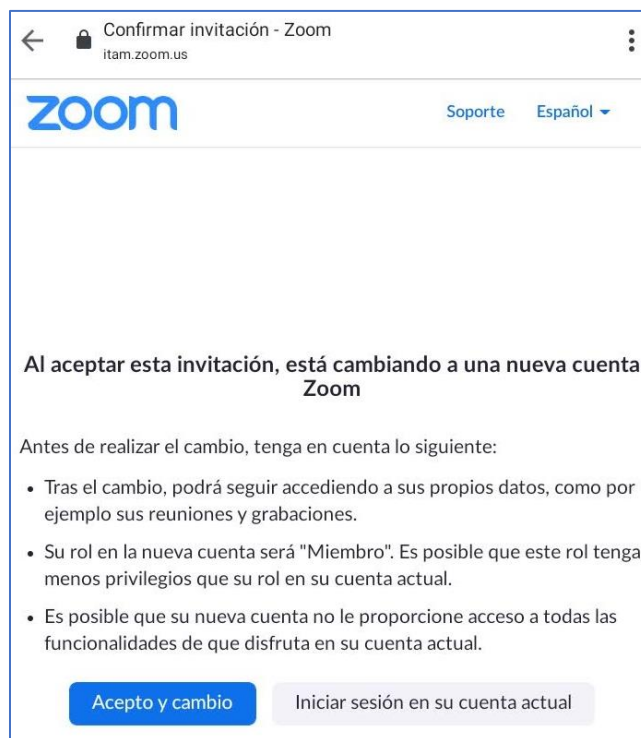 Confirmar invitación - Zoom
itam.zoom.us
zoom
Soporte Español
Al aceptar esta invitación, está cambiando a una nueva cuenta
Zoom
Antes de realizar el cambio, tenga en cuenta lo siguiente:
• Tras el cambio, podrá seguir accediendo a sus propios datos, como por
ejemplo sus reuniones y grabaciones.
• Su rol en la nueva cuenta será "Miembro". Es posible que este rol tenga
menos privilegios que su rol en su cuenta actual.
• Es posible que su nueva cuenta no le proporcione acceso a todas las
funcionalidades de que disfruta en su cuenta actual.
Acepto y cambio Iniciar sesión en su cuenta actual